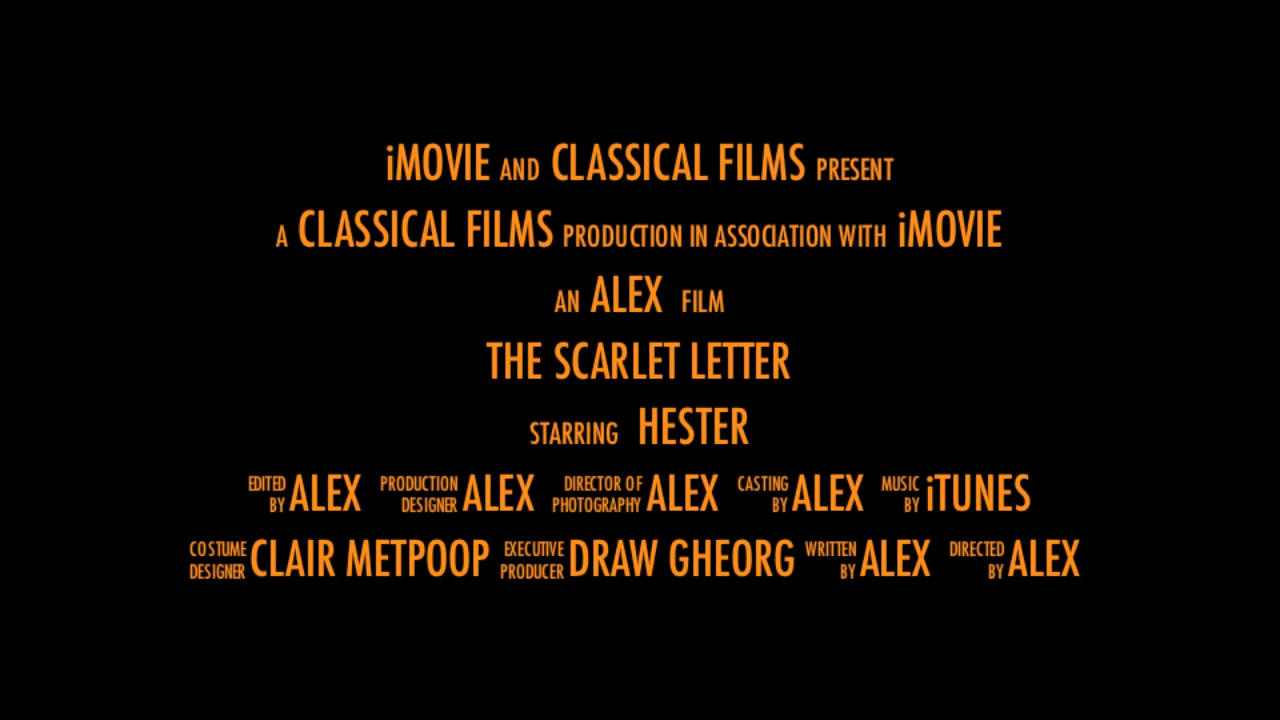 iMOVIE AND CLASSICAL FILMS PRESENT
A CLASSICAL FILMS PRODUCTION IN ASSOCIATION WITH iMOVIE
AN ALEX FILM
THE SCARLET LETTER
STARRING HESTER
EDITED BY ALEX PRODUCTION DESIGNER ALEX DIRECTOR OF PHOTOGRAPHY ALEX CASTING BY ALEX MUSIC BY iTUNES
COSTUME DESIGNER CLAIR METPOOP EXECUTIVE PRODUCER DRAW GHEORG WRITTEN BY ALEX DIRECTED BY ALEX